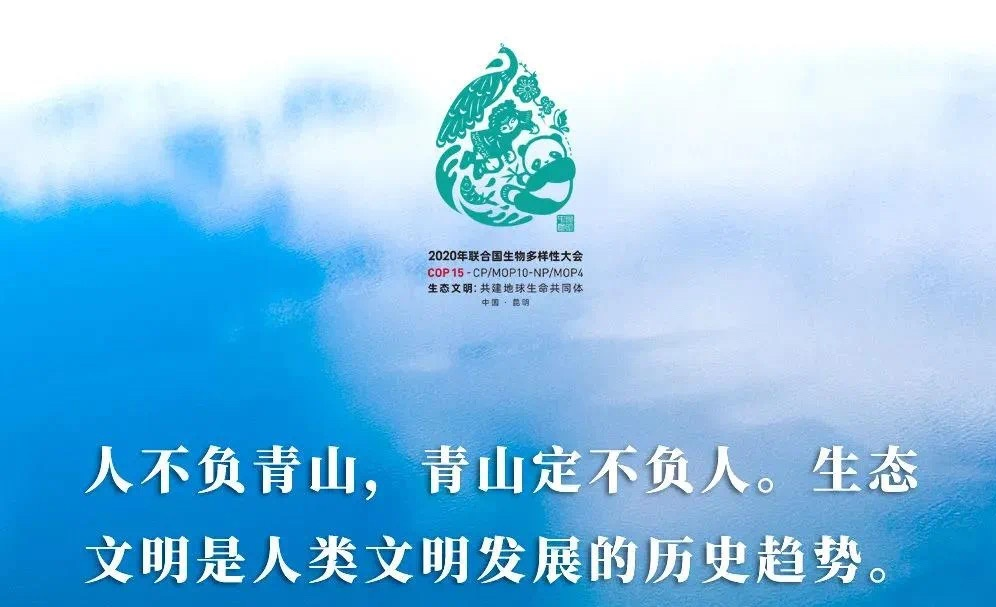 2020年联合国生物多样性大会
COP 15 - CP/MOP10-NP/MOP4
生态文明：共建地球生命共同体
中国 · 昆明
人不负青山，青山定不负人。生态
文明是人类文明发展的历史趋势。